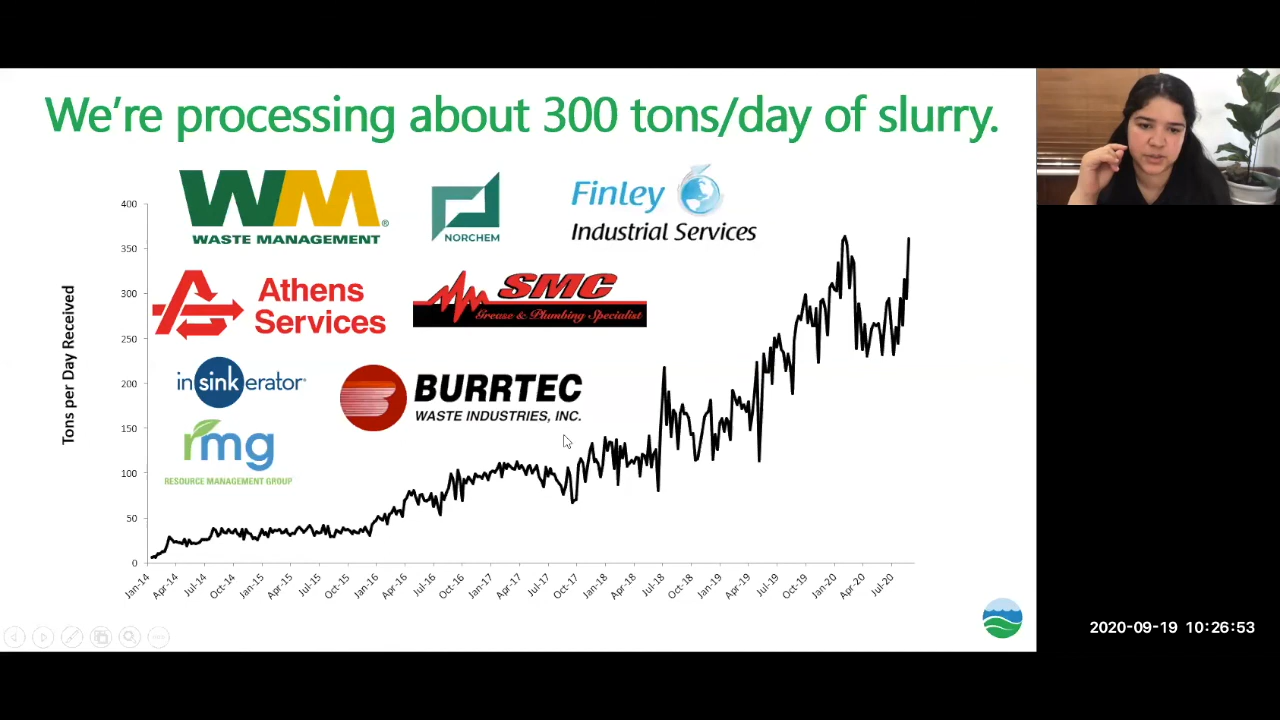 We're processing about 300 tons/day of slurry.
WM®
WASTE MANAGEMENT
NORCHEM
Finley
Industrial Services
Athens
Services
SMC
Grease & Plumbing Specialist
insinkerator®
BURRTEC
WASTE INDUSTRIES, INC.
rmg
RESOURCE MANAGEMENT GROUP
Tons per Day Received
400
350
300
250
200
150
100
50
0
Jan-14 Apr-14 Jul-14 Oct-14 Jan-15 Apr-15 Jul-15 Oct-15 Jan-16 Apr-16 Jul-16 Oct-16 Jan-17 Apr-17 Jul-17 Oct-17 Jan-18 Apr-18 Jul-18 Oct-18 Jan-19 Apr-19 Jul-19 Oct-19 Jan-20 Apr-20 Jul-20
2020-09-19 10:26:53